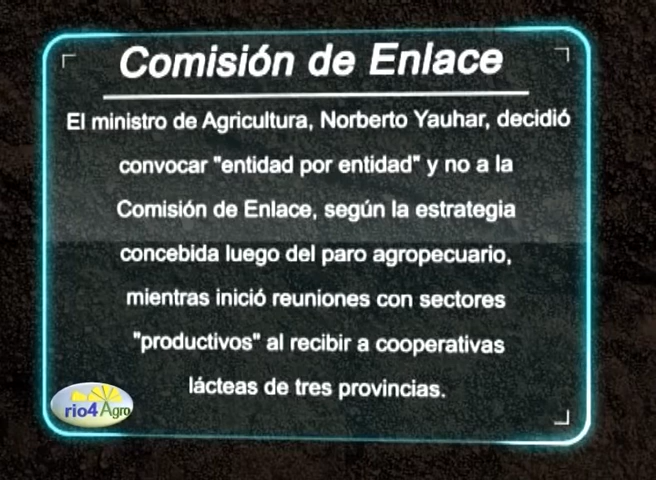 Comisión de Enlace
El ministro de Agricultura, Norberto Yauhar, decidió
convocar "entidad por entidad" y no a la
Comisión de Enlace, según la estrategia
concebida luego del paro agropecuario,
mientras inició reuniones con sectores
"productivos" al recibir a cooperativas
lácteas de tres provincias.
rio4 Agro